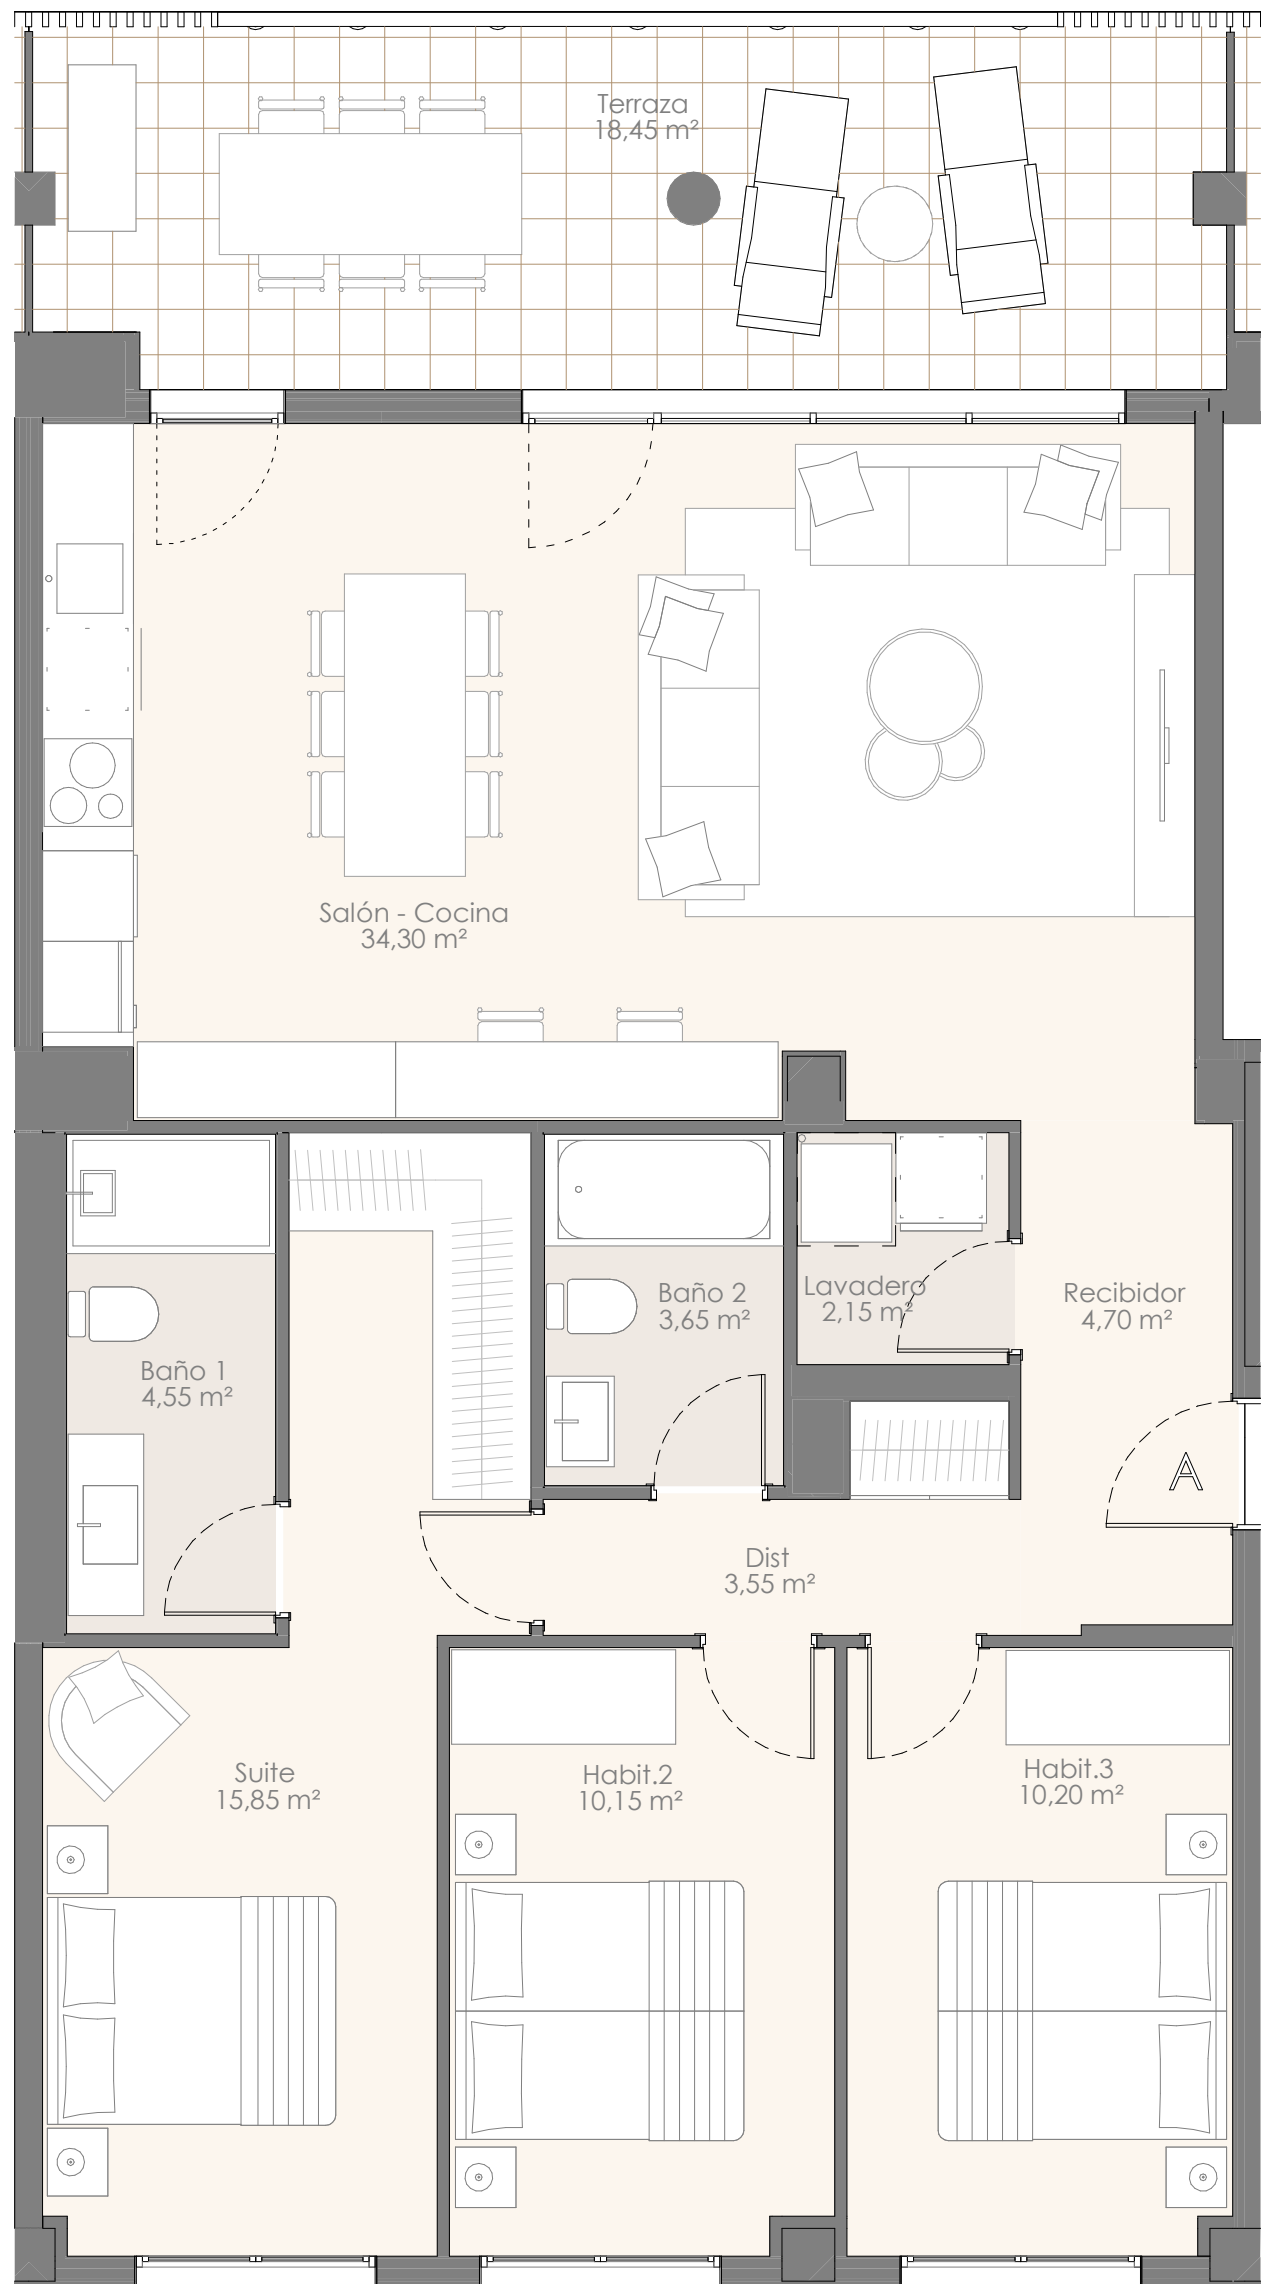 Terraza
18,45 m²
Salón - Cocina
34,30 m²
Baño 2
3,65 m²
Lavadero
2,15 m²
Recibidor
4,70 m²
Baño 1
4,55 m²
A
Dist
3,55 m²
Suite
15,85 m²
Habit.2
10,15 m²
Habit.3
10,20 m²